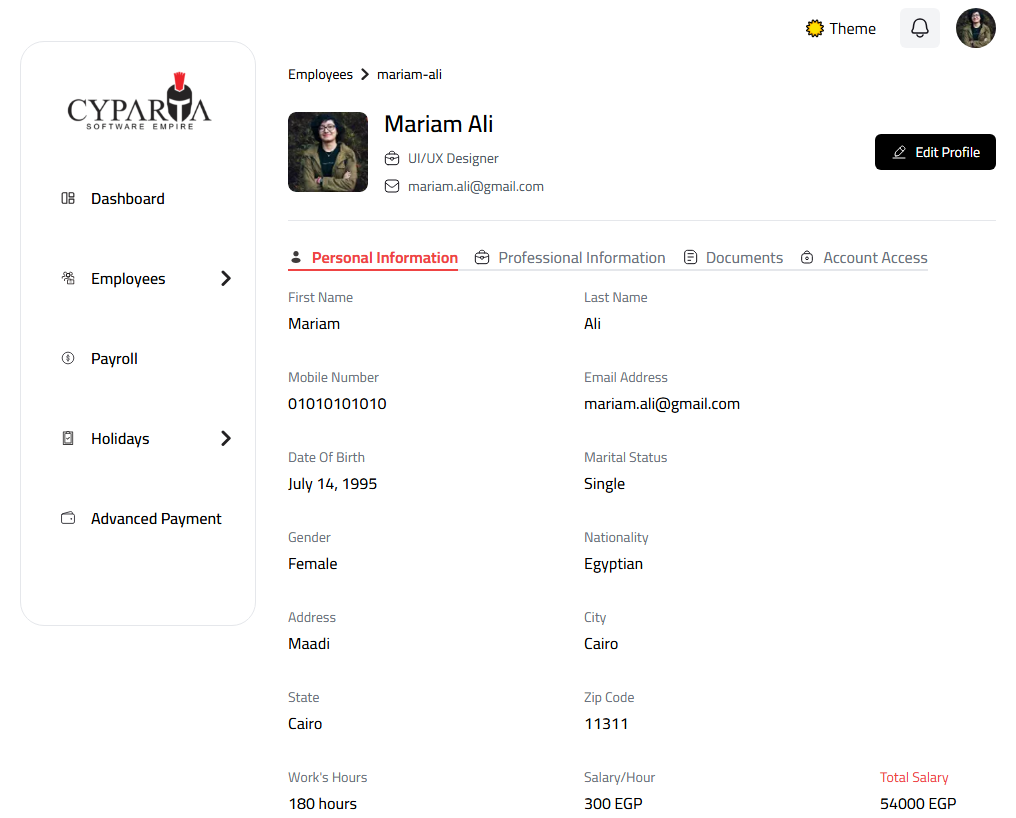 Theme
CYPARTA
SOFTWARE EMPIRE
Dashboard
Employees
Payroll
Holidays
Advanced Payment
Employees mariam-ali
Mariam Ali
UI/UX Designer
mariam.ali@gmail.com
Edit Profile
Personal Information Professional Information Documents Account Access
First Name Last Name
Mariam Ali
Mobile Number Email Address
01010101010 mariam.ali@gmail.com
Date Of Birth Marital Status
July 14, 1995 Single
Gender Nationality
Female Egyptian
Address City
Maadi Cairo
State Zip Code
Cairo 11311
Work's Hours Salary/Hour Total Salary
180 hours 300 EGP 54000 EGP